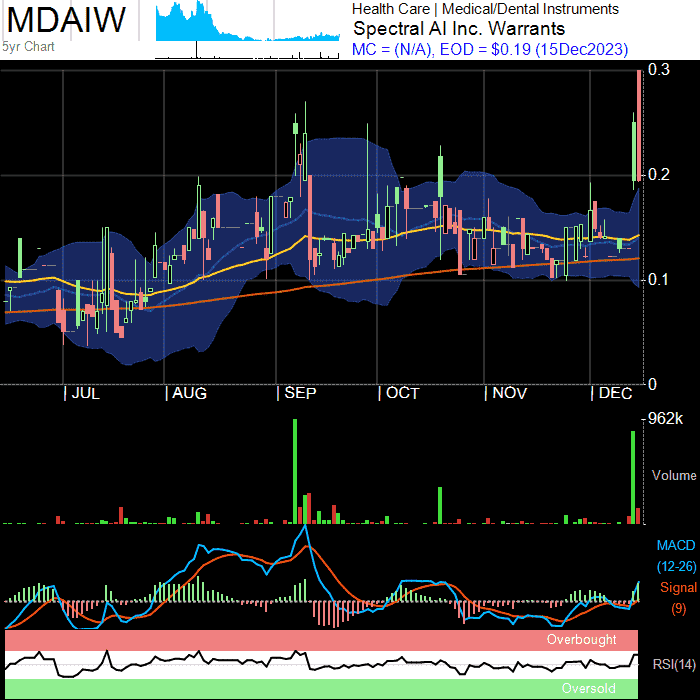 MDAIW
5yr Chart
Health Care | Medical/Dental Instruments
Spectral AI Inc. Warrants
MC = (N/A), EOD = $0.19 (15Dec2023)
0.3
0.2
0.1
0
| JUL | AUG | SEP | OCT | NOV | DEC
962k
Volume
MACD
(12-26)
Signal
(9)
Overbought
RSI(14)
Oversold